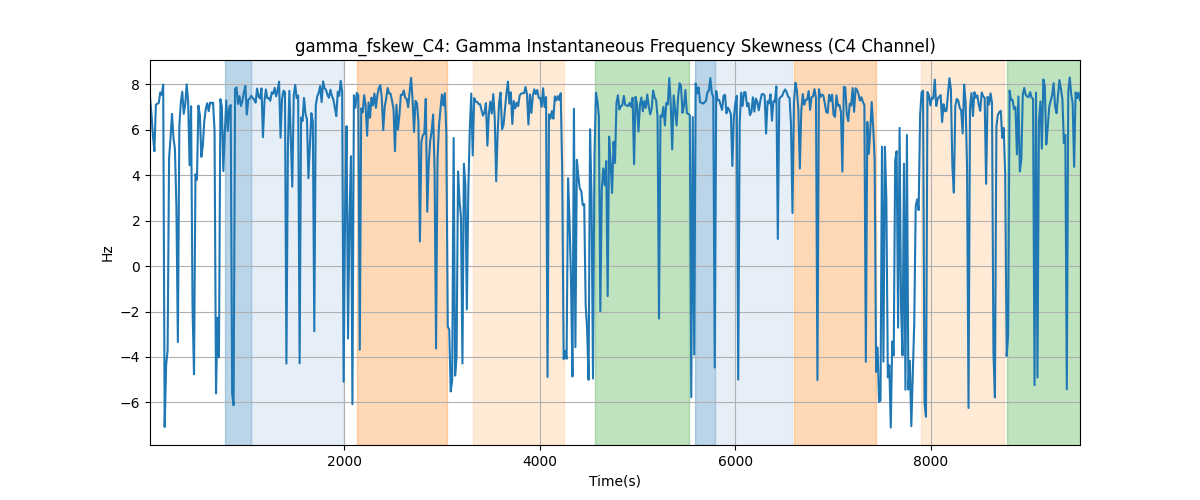 gamma_fskew_C4: Gamma Instantaneous Frequency Skewness (C4 Channel)
8
6
4
2
0
−2
−4
−6
Hz
2000 4000 6000 8000
Time(s)